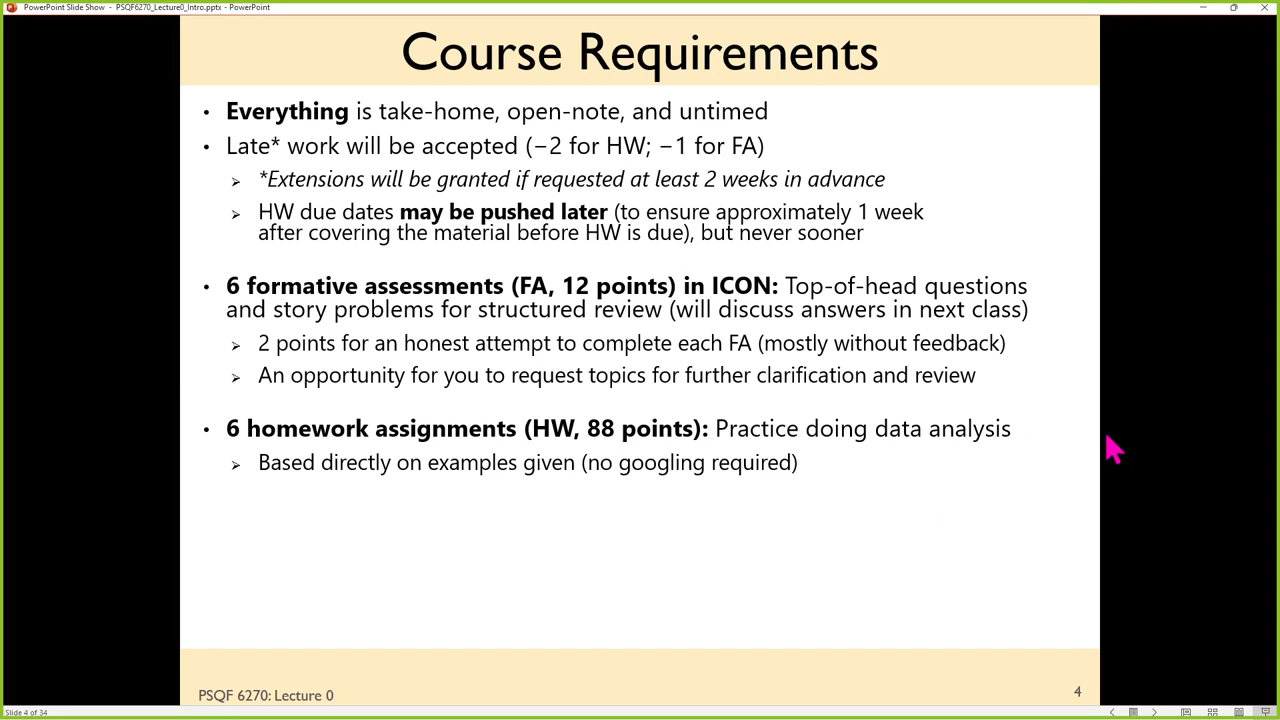 PowerPoint Slide Show - PSQF6270_Lecture0_Intro.pptx - PowerPoint
Course Requirements
• Everything is take-home, open-note, and untimed
• Late* work will be accepted (−2 for HW; −1 for FA)
➢ *Extensions will be granted if requested at least 2 weeks in advance
➢ HW due dates may be pushed later (to ensure approximately 1 week
after covering the material before HW is due), but never sooner
• 6 formative assessments (FA, 12 points) in ICON: Top-of-head questions
and story problems for structured review (will discuss answers in next class)
➢ 2 points for an honest attempt to complete each FA (mostly without feedback)
➢ An opportunity for you to request topics for further clarification and review
• 6 homework assignments (HW, 88 points): Practice doing data analysis
➢ Based directly on examples given (no googling required)
PSQF 6270: Lecture 0
4
Slide 4 of 34